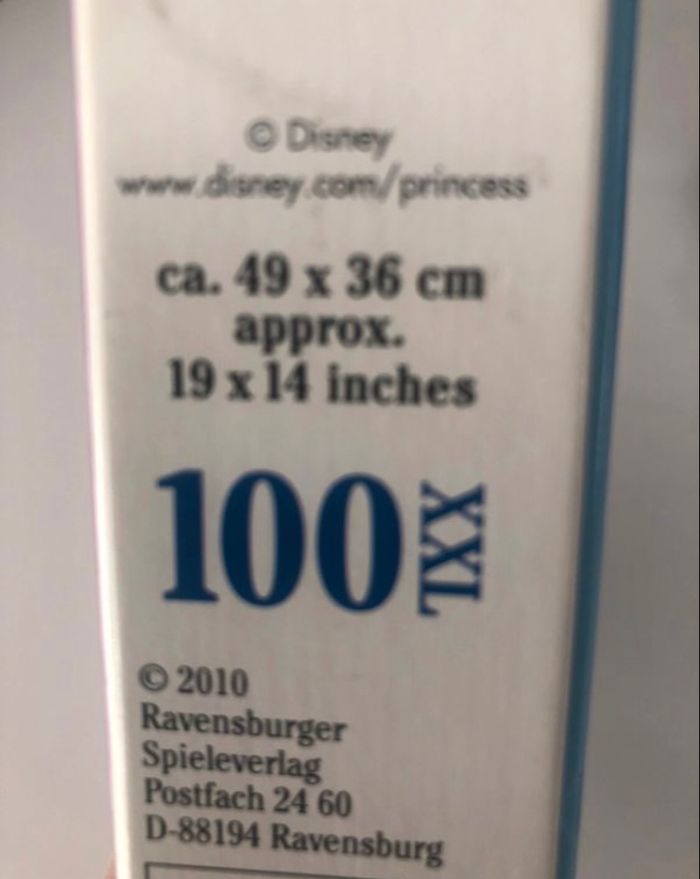 © Disney
www.disney.com/princess
ca. 49 x 36 cm
approx.
19 x 14 inches
100 XXL
© 2010
Ravensburger
Spieleverlag
Postfach 24 60
D-88194 Ravensburg